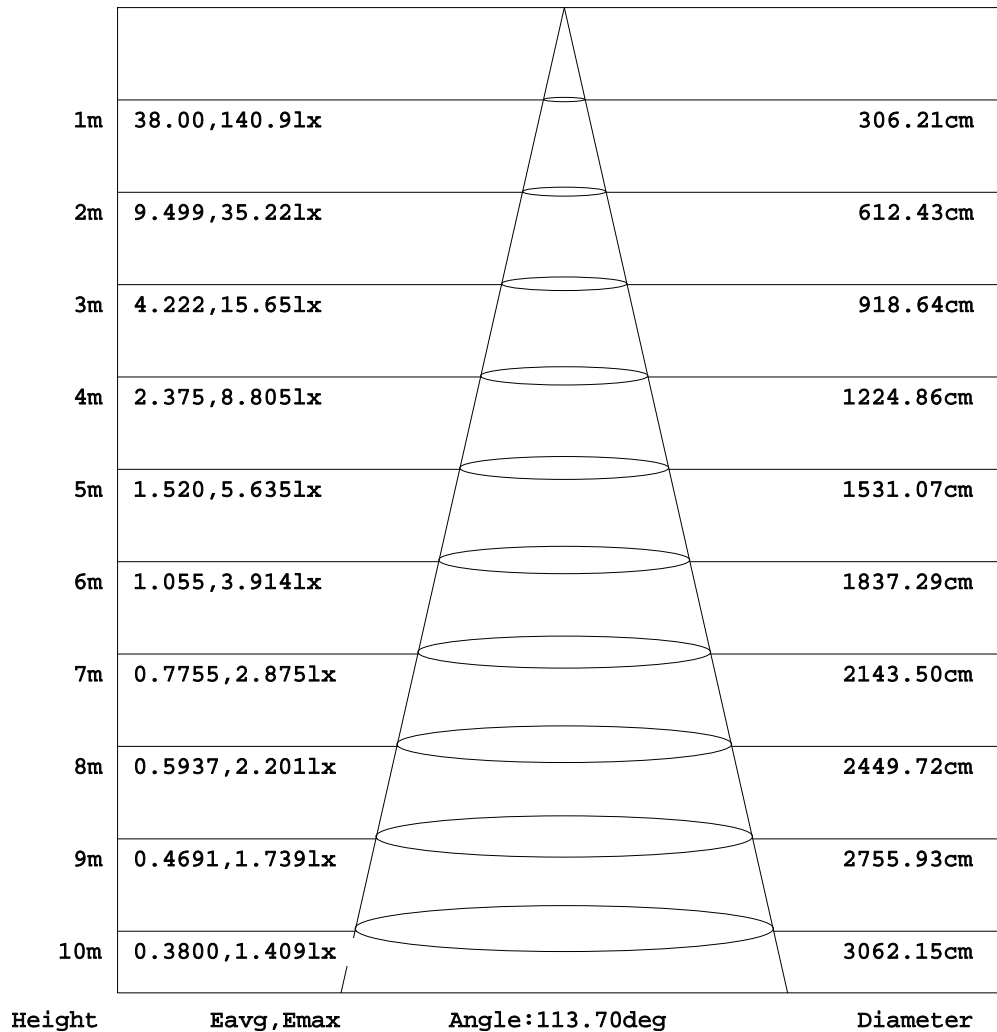 1m 38.00,140.9lx 306.21cm
2m 9.499,35.22lx 612.43cm
3m 4.222,15.65lx 918.64cm
4m 2.375,8.805lx 1224.86cm
5m 1.520,5.635lx 1531.07cm
6m 1.055,3.914lx 1837.29cm
7m 0.7755,2.875lx 2143.50cm
8m 0.5937,2.201lx 2449.72cm
9m 0.4691,1.739lx 2755.93cm
10m 0.3800,1.409lx 3062.15cm
Height Eavg,Emax Angle:113.70deg Diameter